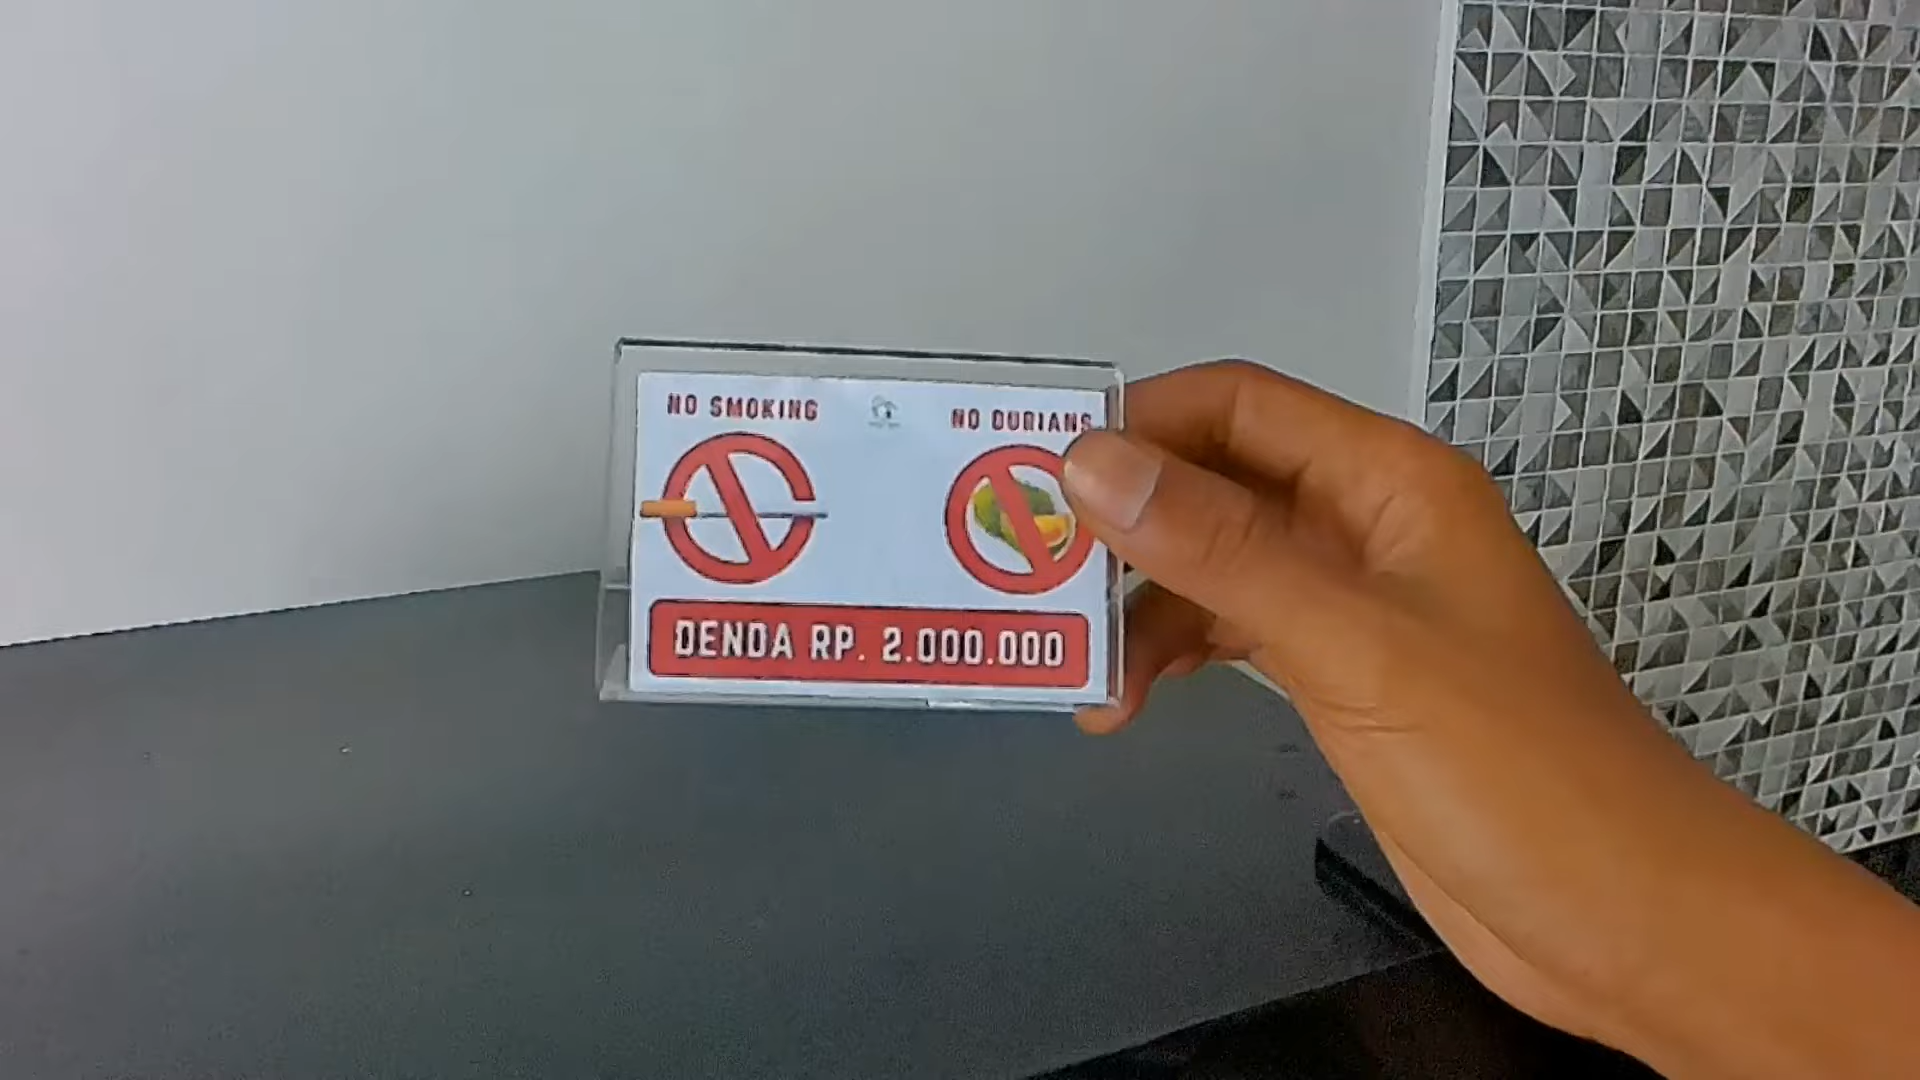 NO SMOKING
NO DURIANS
DENDA RP. 2.000.000